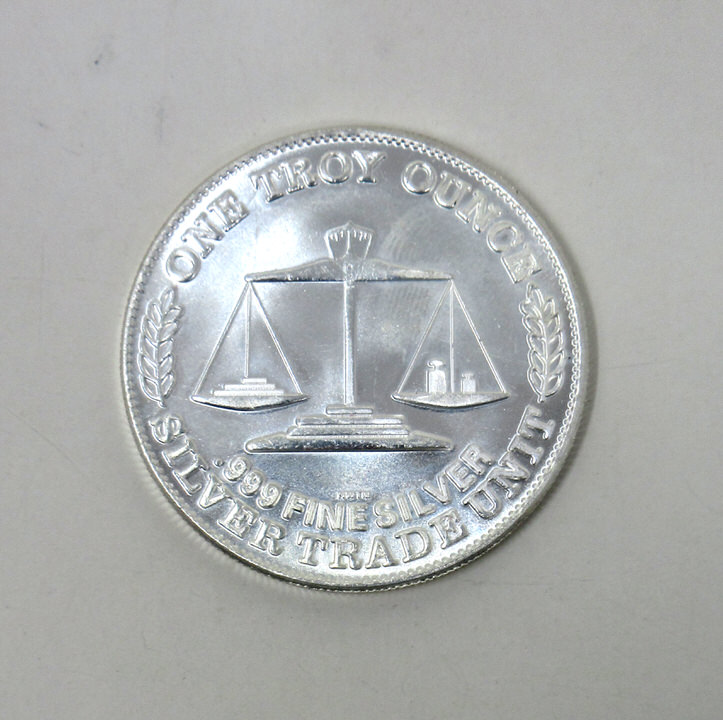 ONE TROY OUNCE
.999 FINE SILVER
SILVER TRADE UNIT